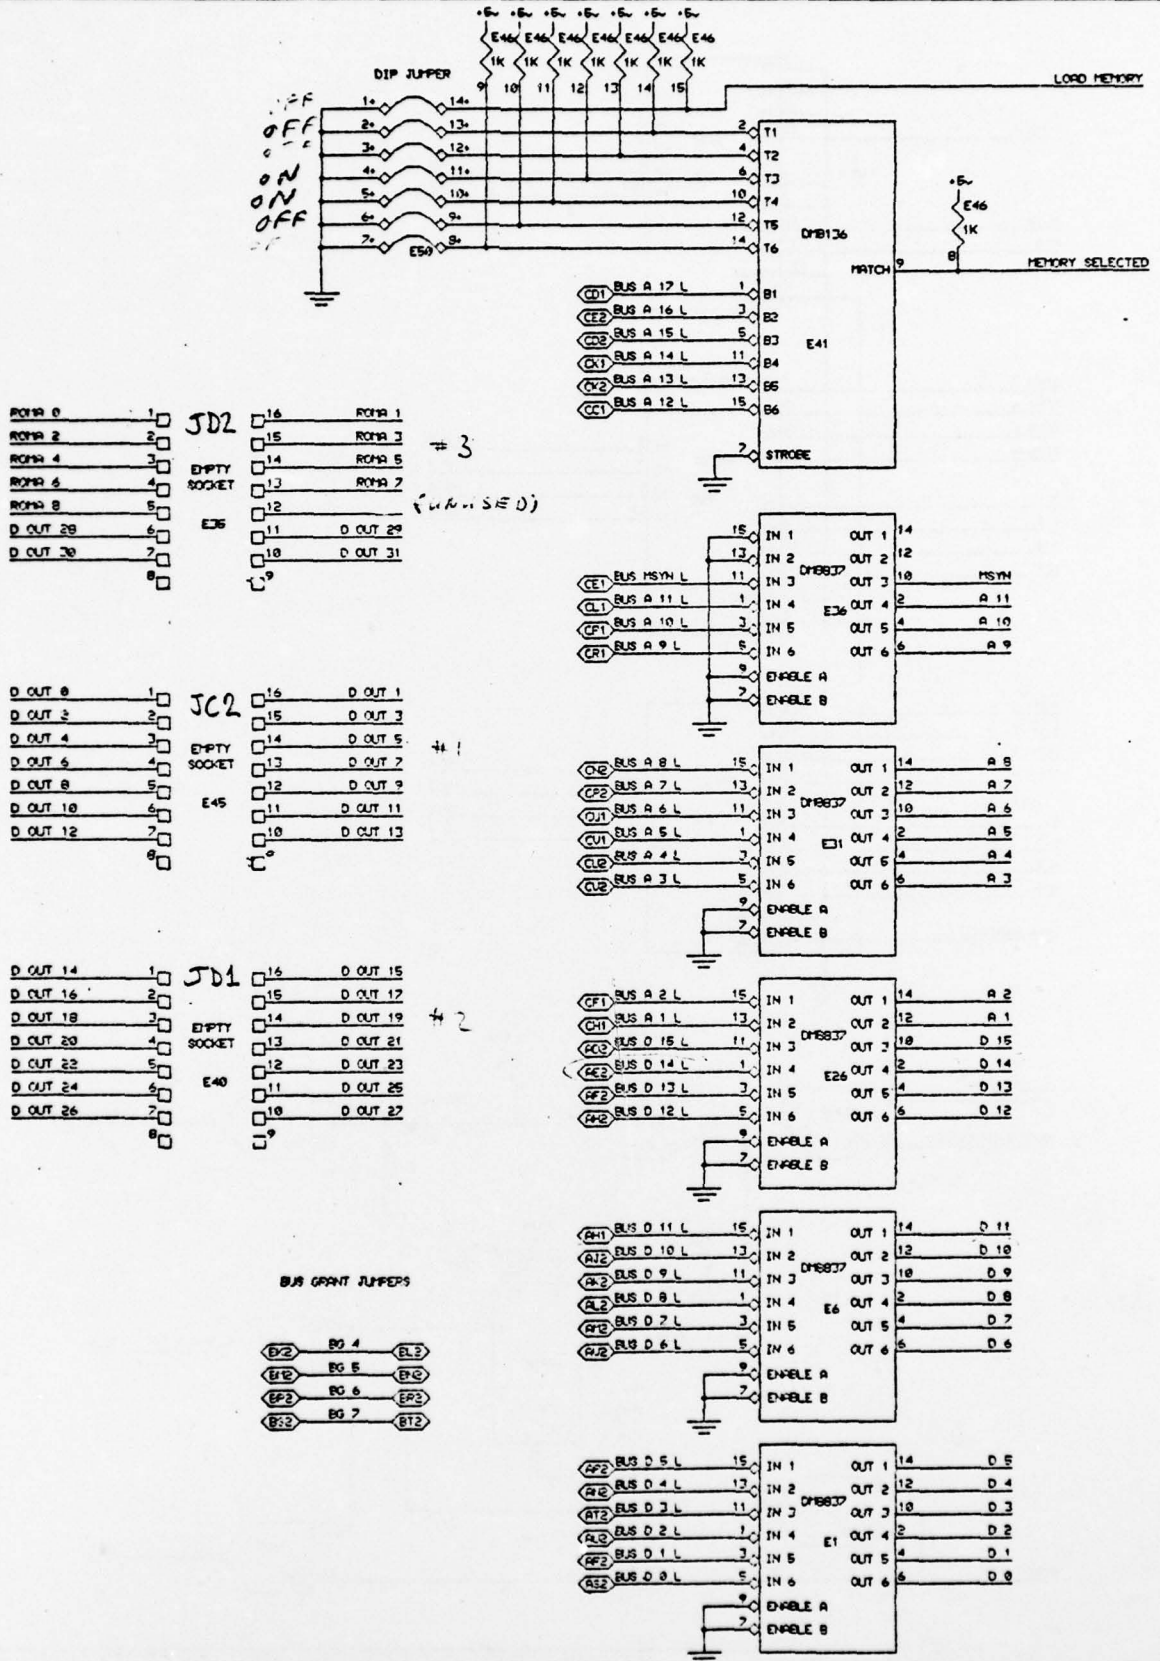 +5v +5v +5v +5v +5v +5v +5v
E46 E46 E46 E46 E46 E46 E46
1K 1K 1K 1K 1K 1K 1K
9 10 11 12 13 14 15
DIP JUMPER
LOAD MEMORY
1 14
OFF 2 13 2 T1
3 12 4 T2
ON 4 11 6 T3
ON 5 10 10 T4
OFF 6 9 12 T5
7 E50 8 14 T6
DM8136
+5v
E46
1K
8
MATCH 9 MEMORY SELECTED
CD1 BUS A 17 L 1 B1
CE2 BUS A 16 L 3 B2
CD2 BUS A 15 L 5 B3
E41
CK1 BUS A 14 L 11 B4
CK2 BUS A 13 L 13 B5
CC1 BUS A 12 L 15 B6
7 STROBE
ROMA 0 1 16 ROMA 1
JD2
ROMA 2 2 15 ROMA 3
# 3
ROMA 4 3 EMPTY 14 ROMA 5
ROMA 6 4 SOCKET 13 ROMA 7
ROMA 8 5 12 (UNUSED)
E35
D OUT 28 6 11 D OUT 29
D OUT 30 7 10 D OUT 31
8 9
15 IN 1 OUT 1 14
13 IN 2 OUT 2 12
DM8837
CE1 BUS MSYN L 11 IN 3 OUT 3 10 MSYN
CL1 BUS A 11 L 1 IN 4 E36 OUT 4 2 A 11
CF1 BUS A 10 L 3 IN 5 OUT 5 4 A 10
CR1 BUS A 9 L 5 IN 6 OUT 6 6 A 9
9 ENABLE A
7 ENABLE B
D OUT 0 1 16 D OUT 1
JC2
D OUT 2 2 15 D OUT 3
D OUT 4 3 EMPTY 14 D OUT 5
# 1
D OUT 6 4 SOCKET 13 D OUT 7
D OUT 8 5 12 D OUT 9
E45
D OUT 10 6 11 D OUT 11
D OUT 12 7 10 D OUT 13
8
CN2 BUS A 8 L 15 IN 1 OUT 1 14 A 8
CP2 BUS A 7 L 13 IN 2 OUT 2 12 A 7
DM8837
CU1 BUS A 6 L 11 IN 3 OUT 3 10 A 6
CV1 BUS A 5 L 1 IN 4 E31 OUT 4 2 A 5
CU2 BUS A 4 L 3 IN 5 OUT 5 4 A 4
CV2 BUS A 3 L 5 IN 6 OUT 6 6 A 3
9 ENABLE A
7 ENABLE B
D OUT 14 1 16 D OUT 15
JD1
D OUT 16 2 15 D OUT 17
D OUT 18 3 EMPTY 14 D OUT 19
# 2
D OUT 20 4 SOCKET 13 D OUT 21
D OUT 22 5 12 D OUT 23
E40
D OUT 24 6 11 D OUT 25
D OUT 26 7 10 D OUT 27
8 9
CF1 BUS A 2 L 15 IN 1 OUT 1 14 A 2
CH1 BUS A 1 L 13 IN 2 OUT 2 12 A 1
DM8837
BUS D 15 L 11 IN 3 OUT 3 10 D 15
AE2 BUS D 14 L 1 IN 4 E26 OUT 4 2 D 14
AF2 BUS D 13 L 3 IN 5 OUT 5 4 D 13
AH2 BUS D 12 L 5 IN 6 OUT 6 6 D 12
9 ENABLE A
7 ENABLE B
AH1 BUS D 11 L 15 IN 1 OUT 1 14 D 11
AJ2 BUS D 10 L 13 IN 2 OUT 2 12 D 10
DM8837
AK2 BUS D 9 L 11 IN 3 OUT 3 10 D 9
AL2 BUS D 8 L 1 IN 4 E6 OUT 4 2 D 8
AM2 BUS D 7 L 3 IN 5 OUT 5 4 D 7
BUS D 6 L 5 IN 6 OUT 6 6 D 6
9 ENABLE A
7 ENABLE B
BUS GRANT JUMPERS
BK2 BG 4 BL2
BM2 BG 5 BN2
BP2 BG 6 BR2
BS2 BG 7 BT2
AP2 BUS D 5 L 15 IN 1 OUT 1 14 D 5
BUS D 4 L 13 IN 2 OUT 2 12 D 4
DM8837
AT2 BUS D 3 L 11 IN 3 OUT 3 10 D 3
AU2 BUS D 2 L 1 IN 4 E1 OUT 4 2 D 2
BUS D 1 L 3 IN 5 OUT 5 4 D 1
AS2 BUS D 0 L 5 IN 6 OUT 6 6 D 0
9 ENABLE A
7 ENABLE B